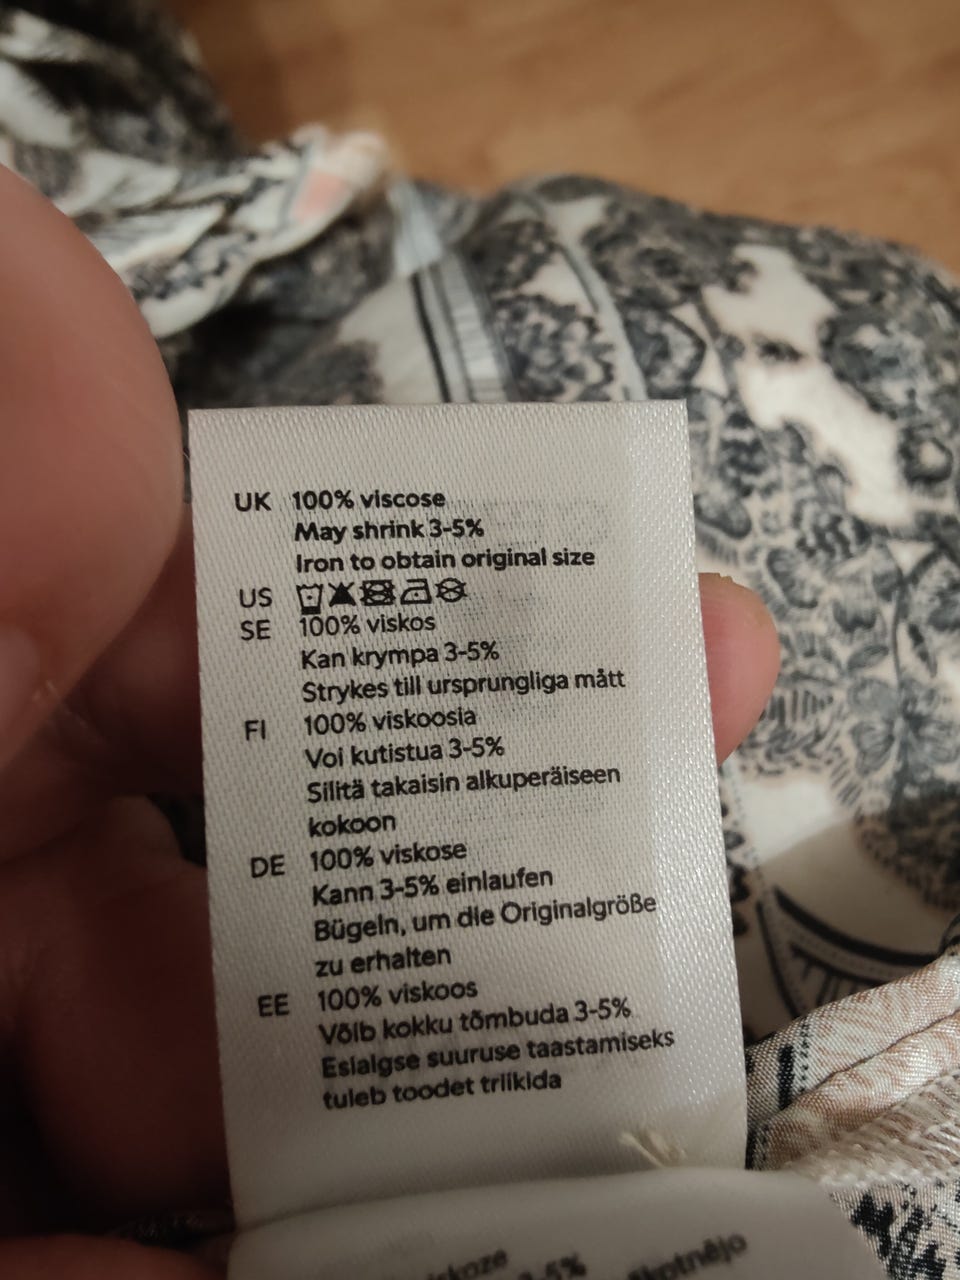 UK 100% viscose
May shrink 3-5%
Iron to obtain original size
US
SE 100% viskos
Kan krympa 3-5%
Strykes till ursprungliga mått
FI 100% viskoosia
Voi kutistua 3-5%
Silitä takaisin alkuperäiseen
kokoon
DE 100% viskose
Kann 3-5% einlaufen
Bügeln, um die Originalgröße
zu erhalten
EE 100% viskoos
Võib kokku tõmbuda 3-5%
Esialgse suuruse taastamiseks
tuleb toodet triikida
3-5%